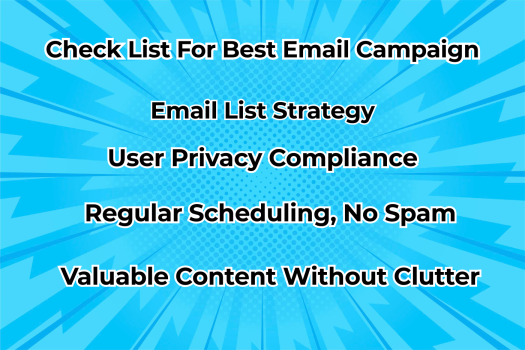 Check List For Best Email Campaign
Email List Strategy
User Privacy Compliance
Regular Scheduling, No Spam
Valuable Content Without Clutter